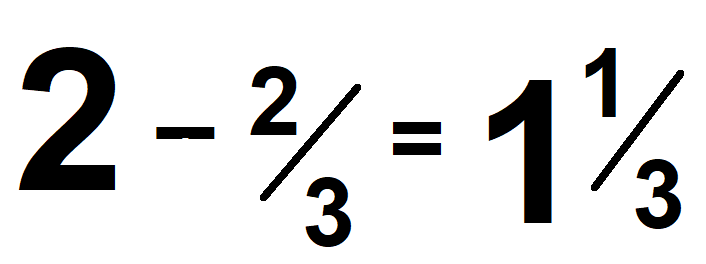 2 – 2/3 = 1 1/3